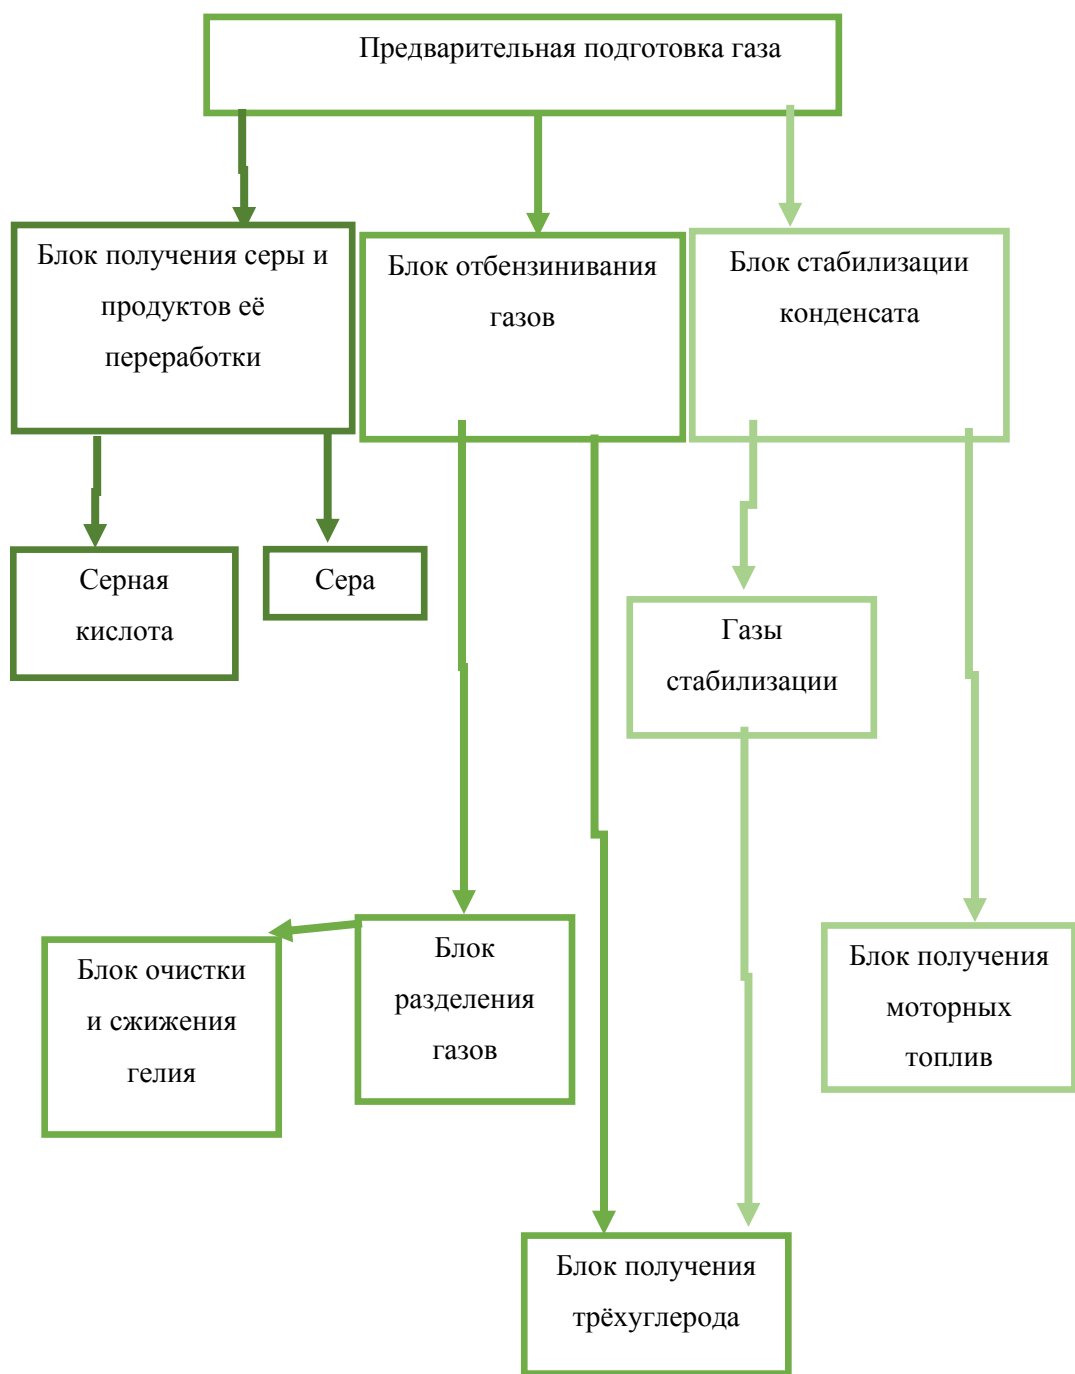 Предварительная подготовка газа
Блок получения серы и
продуктов её
переработки
Блок отбензинивания
газов
Блок стабилизации
конденсата
Серная
кислота
Сера
Газы
стабилизации
Блок очистки
и сжижения
гелия
Блок
разделения
газов
Блок получения
моторных
топлив
Блок получения
трёхуглерода